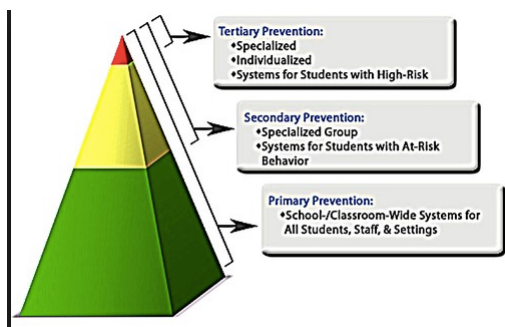 Tertiary Prevention:
•Specialized
•Individualized
•Systems for Students with High-Risk
Secondary Prevention:
•Specialized Group
•Systems for Students with At-Risk
Behavior
Primary Prevention:
•School-/Classroom-Wide Systems for
All Students, Staff, & Settings